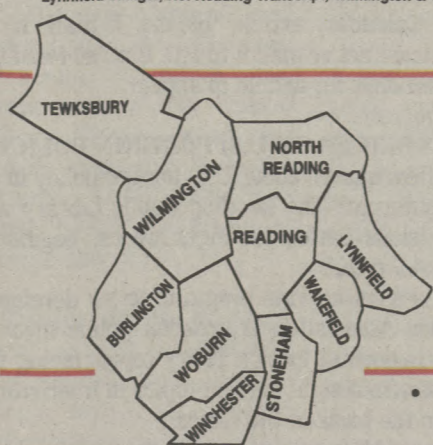 TEWKSBURY
WILMINGTON
NORTH
READING
READING
LYNNFIELD
BURLINGTON
WAKEFIELD
WOBURN
STONEHAM
WINCHESTER